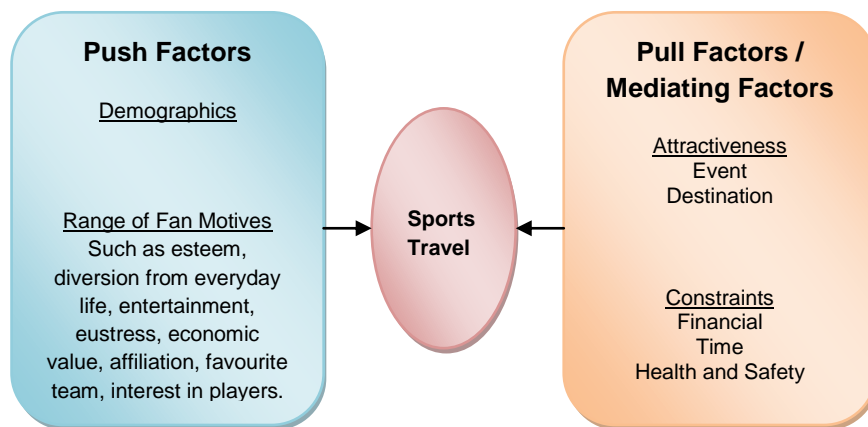 Push Factors
Demographics
Range of Fan Motives
Such as esteem,
diversion from everyday
life, entertainment,
eustress, economic
value, affiliation, favourite
team, interest in players.
Sports
Travel
Pull Factors /
Mediating Factors
Attractiveness
Event
Destination
Constraints
Financial
Time
Health and Safety